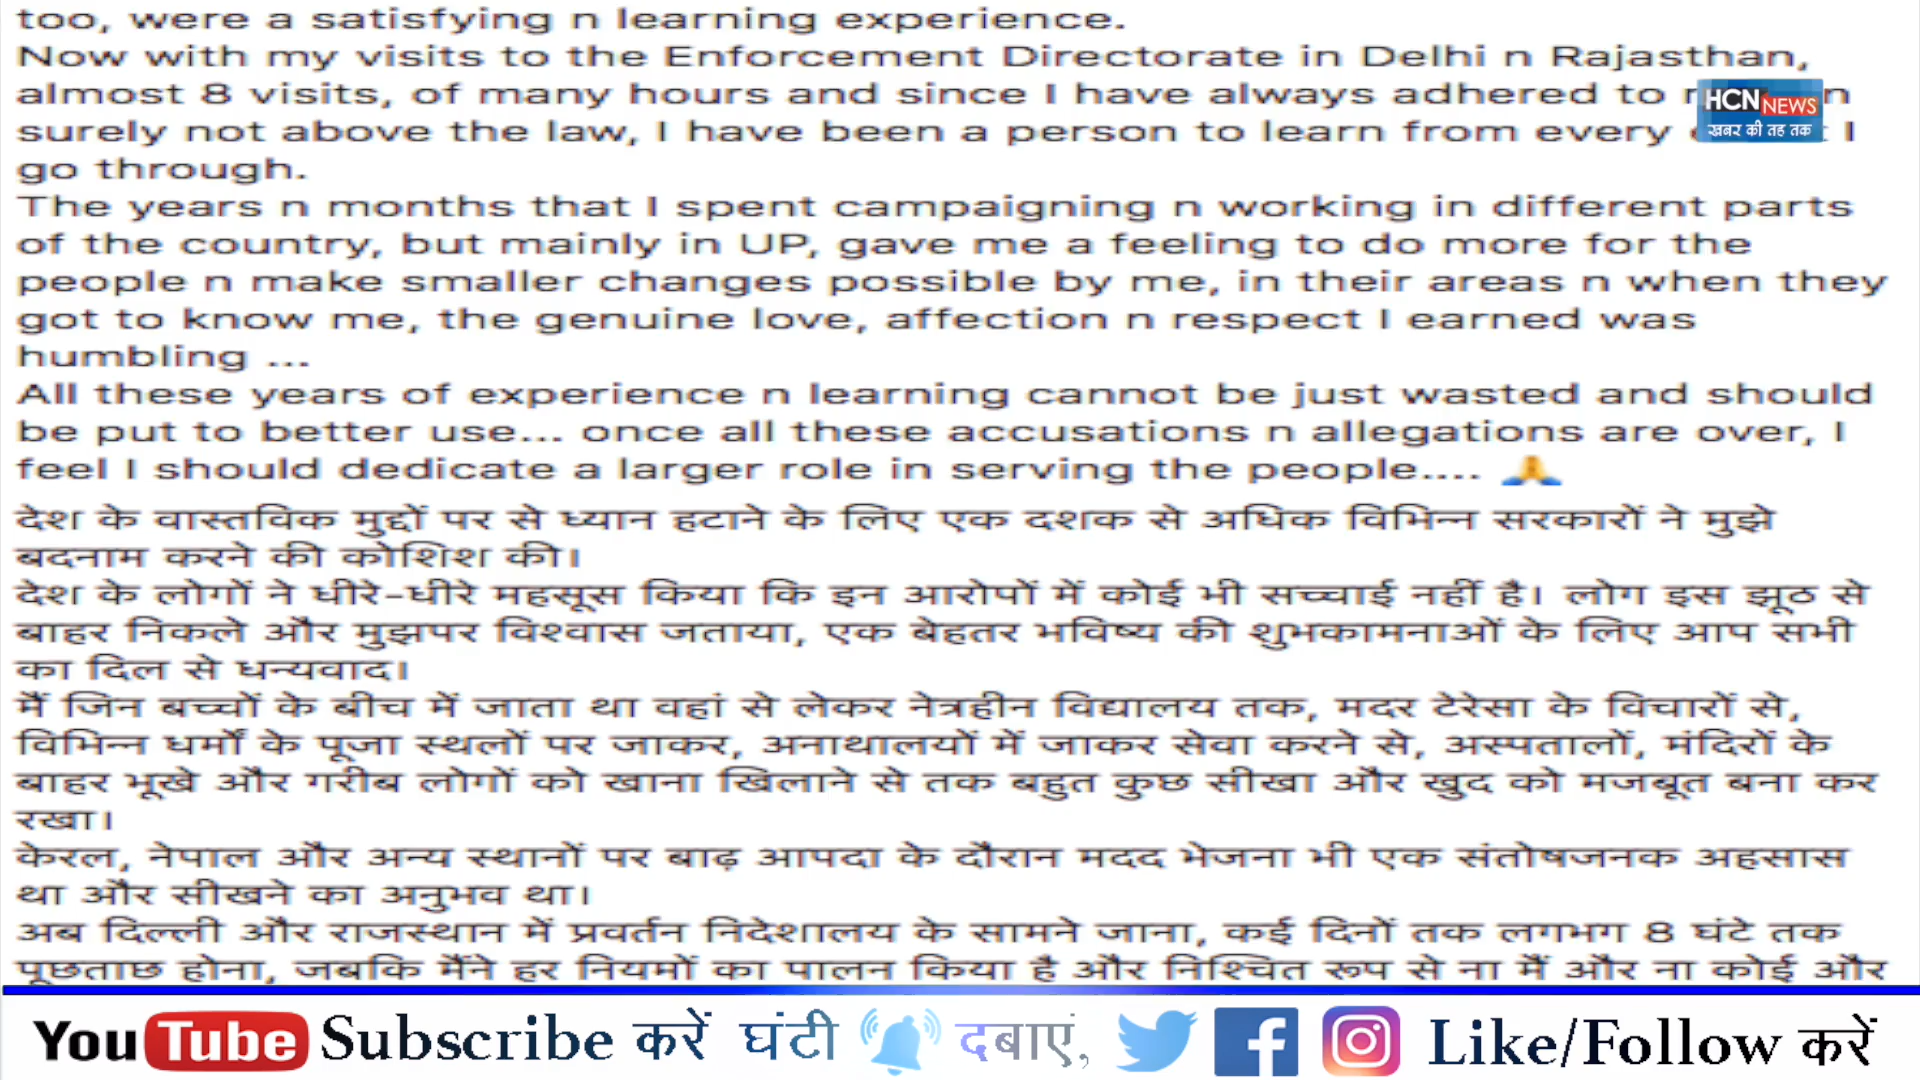 too, were a satisfying n learning experience.
Now with my visits to the Enforcement Directorate in Delhi n Rajasthan,
almost 8 visits, of many hours and since I have always adhered to n
surely not above the law, I have been a person to learn from every I
go through.
The years n months that I spent campaigning n working in different parts
of the country, but mainly in UP, gave me a feeling to do more for the
people n make smaller changes possible by me, in their areas n when they
got to know me, the genuine love, affection n respect I earned was
humbling ...
All these years of experience n learning cannot be just wasted and should
be put to better use... once all these accusations n allegations are over, I
feel I should dedicate a larger role in serving the people.... 🙏
देश के वास्तविक मुद्दों पर से ध्यान हटाने के लिए एक दशक से अधिक विभिन्न सरकारों ने मुझे
बदनाम करने की कोशिश की।
देश के लोगों ने धीरे-धीरे महसूस किया कि इन आरोपों में कोई भी सच्चाई नहीं है। लोग इस झूठ से
बाहर निकले और मुझपर विश्वास जताया, एक बेहतर भविष्य की शुभकामनाओं के लिए आप सभी
का दिल से धन्यवाद।
मैं जिन बच्चों के बीच में जाता था वहां से लेकर नेत्रहीन विद्यालय तक, मदर टेरेसा के विचारों से,
विभिन्न धर्मों के पूजा स्थलों पर जाकर, अनाथालयों में जाकर सेवा करने से, अस्पतालों, मंदिरों के
बाहर भूखे और गरीब लोगों को खाना खिलाने से तक बहुत कुछ सीखा और खुद को मजबूत बना कर
रखा।
केरल, नेपाल और अन्य स्थानों पर बाढ़ आपदा के दौरान मदद भेजना भी एक संतोषजनक अहसास
था और सीखने का अनुभव था।
अब दिल्ली और राजस्थान में प्रवर्तन निदेशालय के सामने जाना, कई दिनों तक लगभग 8 घंटे तक
पूछताछ होना, जबकि मैंने हर नियमों का पालन किया है और निश्चित रूप से ना मैं और ना कोई और
HCN NEWS
खबर की तह तक
YouTube Subscribe करें घंटी दबाएं, Like/Follow करें